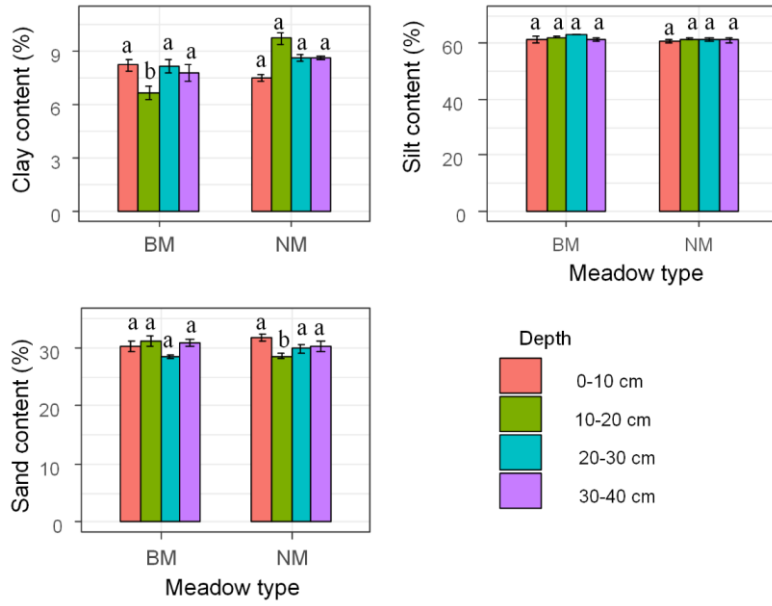 Clay content (%)
9
6
3
0
a
b
a
a
a
a
a
a
BM
NM
Silt content (%)
60
40
20
0
a
a
a
a
a
a
a
a
BM
NM
Meadow type
Sand content (%)
30
20
10
0
a
a
a
a
a
b
a
a
BM
NM
Meadow type
Depth
0-10 cm
10-20 cm
20-30 cm
30-40 cm